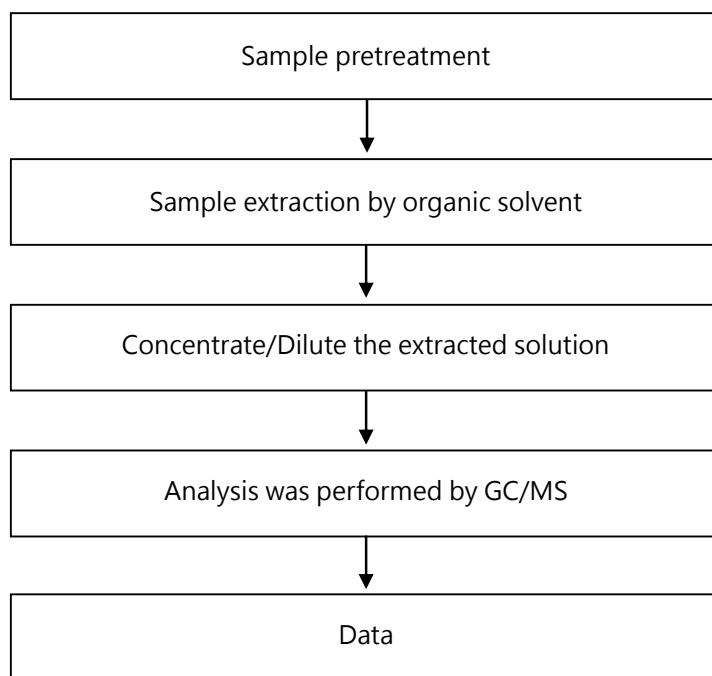 Sample pretreatment
Sample extraction by organic solvent
Concentrate/Dilute the extracted solution
Analysis was performed by GC/MS
Data